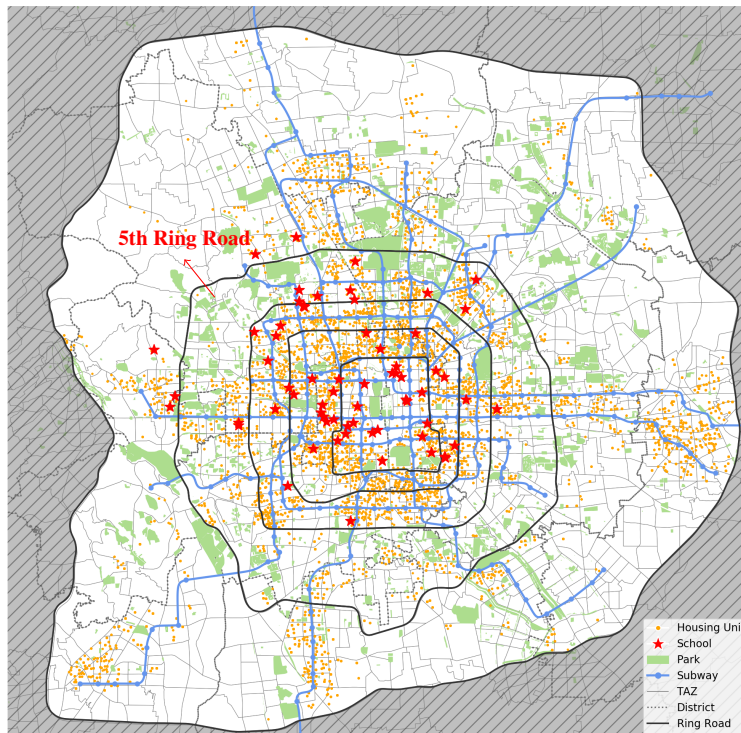 5th Ring Road
Housing Uni
School
Park
Subway
TAZ
District
Ring Road